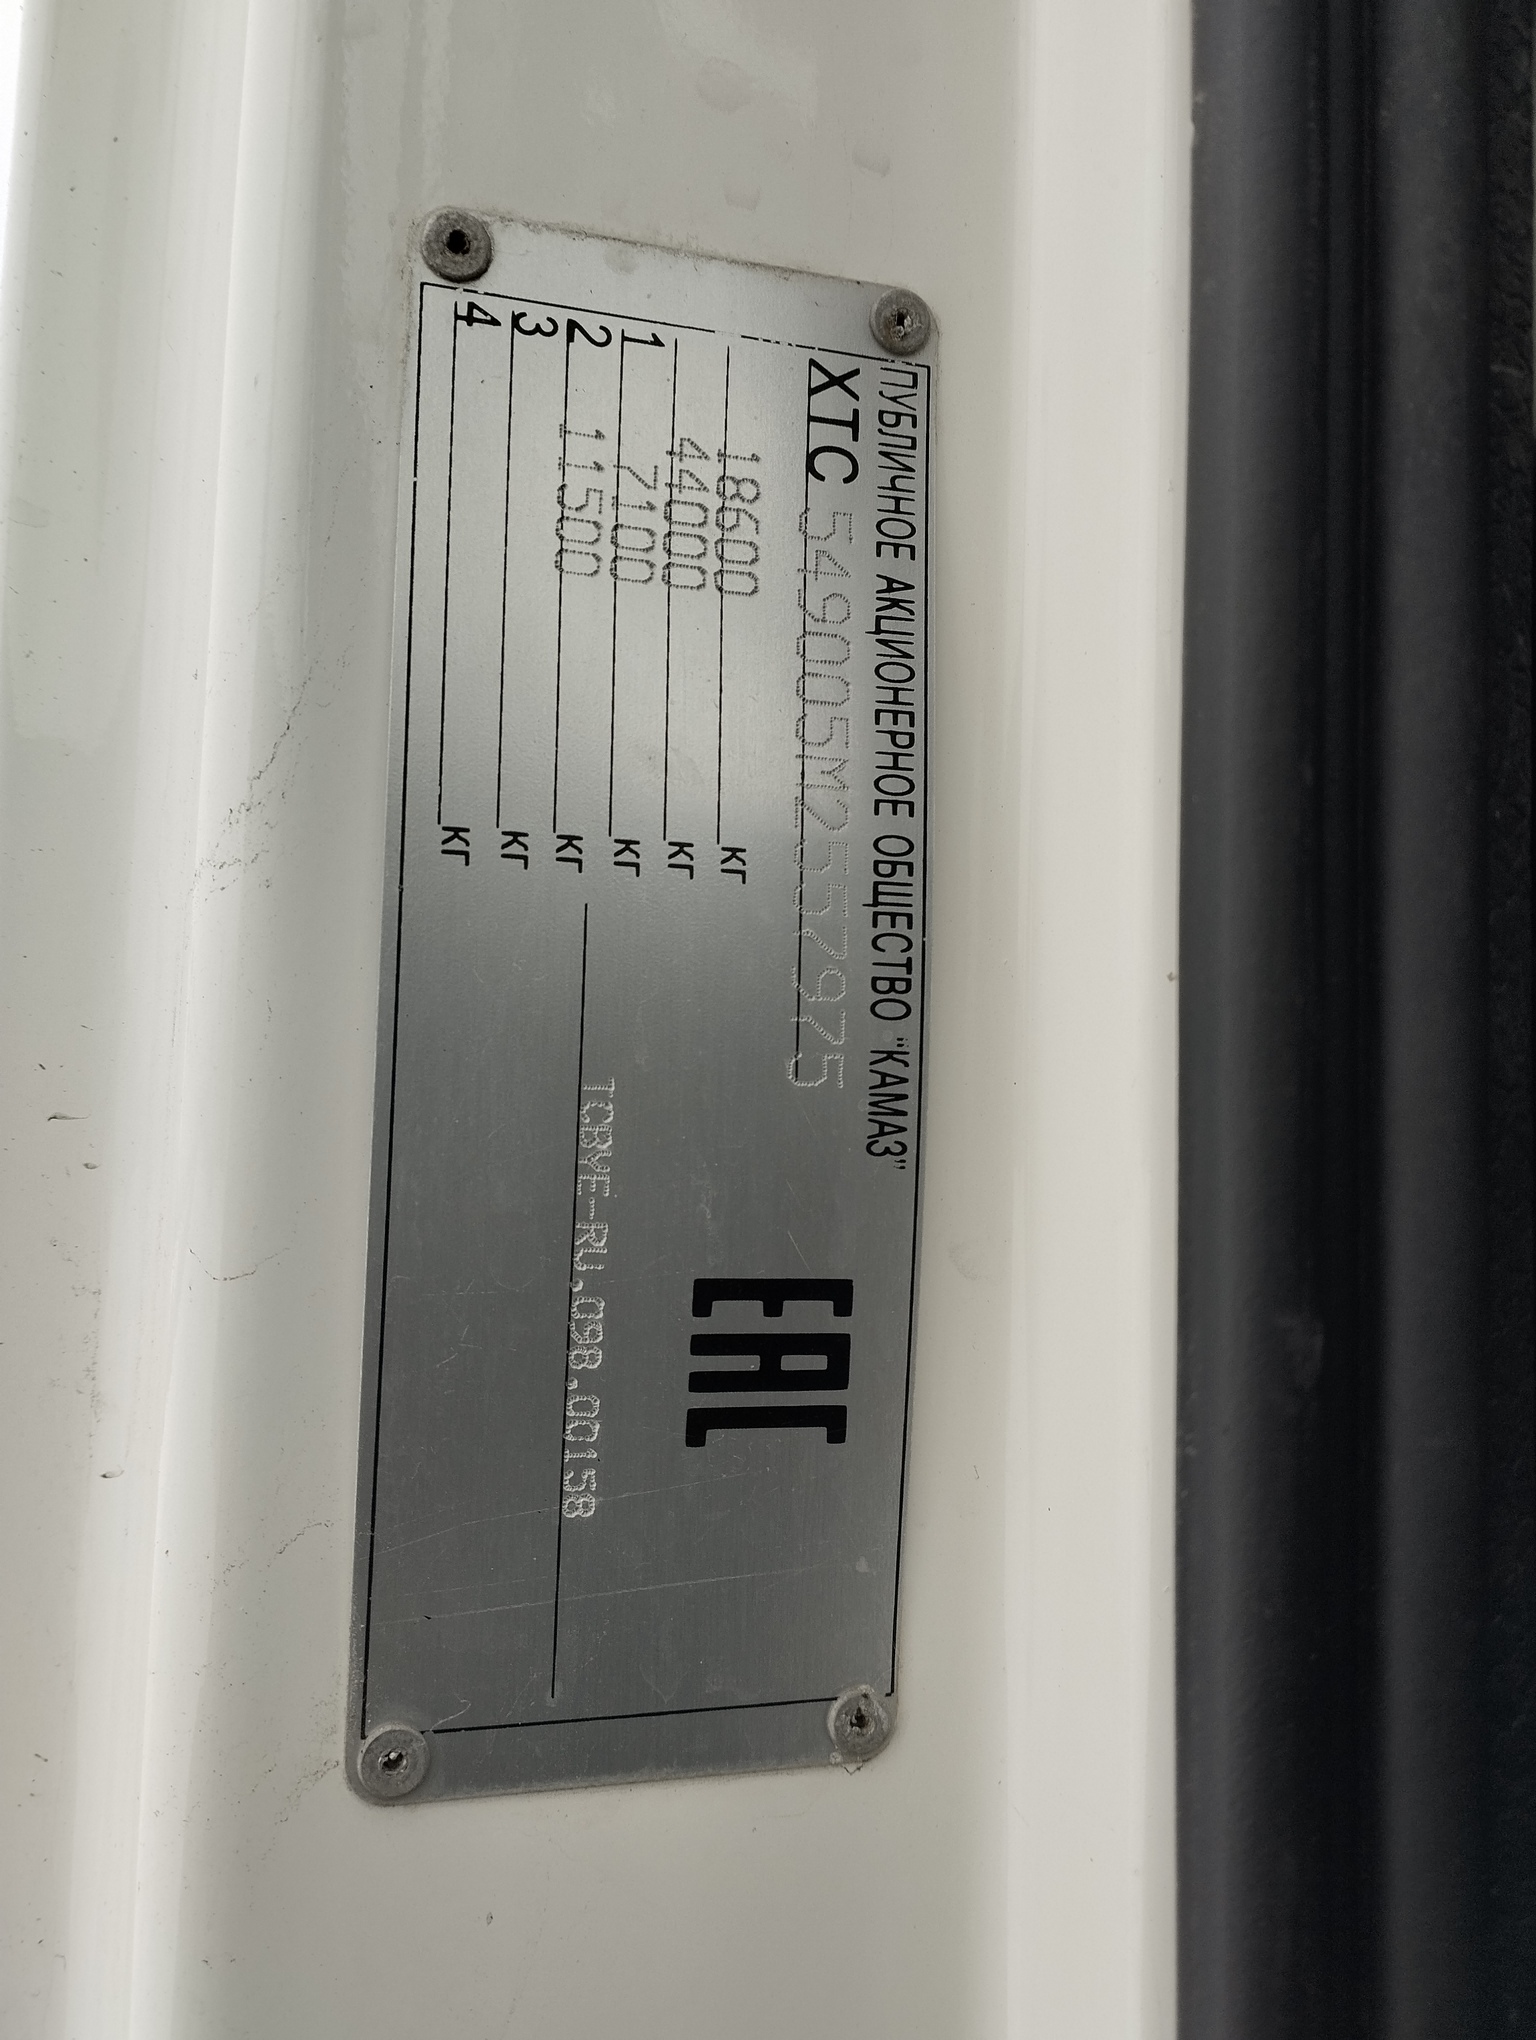 ПУБЛИЧНОЕ АКЦИОНЕРНОЕ ОБЩЕСТВО "КАМАЗ"
XTC 549005M2557975
18600 кг
44000 кг
1 7100 кг
2 11500 кг
3 кг
4 кг
EAC
TCBYE-RU.098.00158